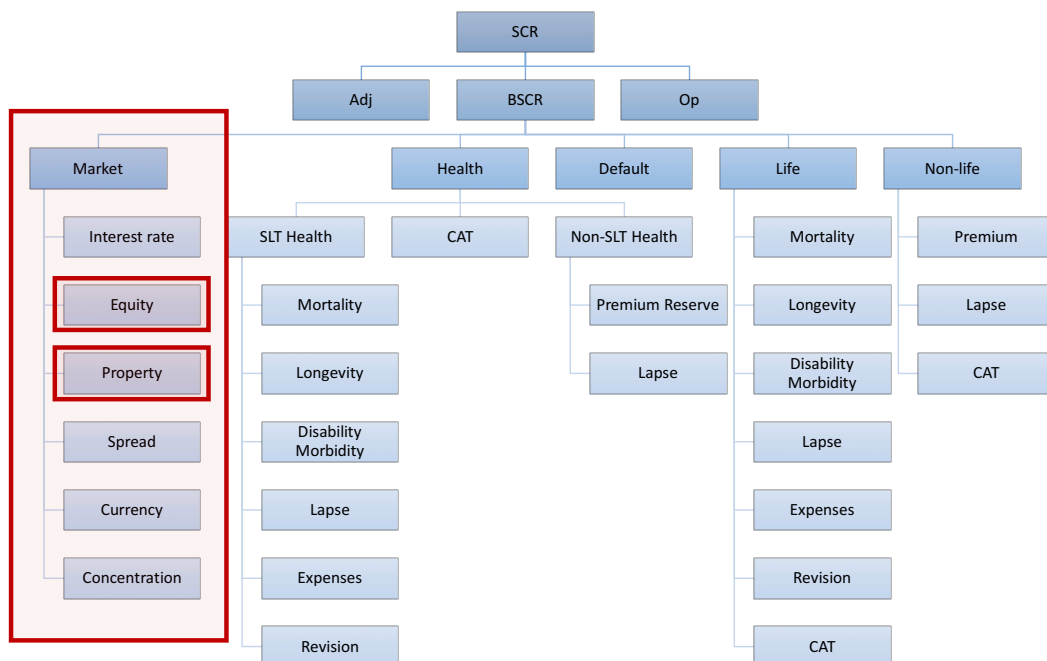 SCR
Adj
BSCR
Op
Market
Health
Default
Life
Non-life
Interest rate
SLT Health
CAT
Non-SLT Health
Mortality
Premium
Equity
Mortality
Premium Reserve
Longevity
Lapse
Property
Longevity
Lapse
Disability
Morbidity
CAT
Spread
Disability
Morbidity
Lapse
Currency
Lapse
Expenses
Concentration
Expenses
Revision
Revision
CAT